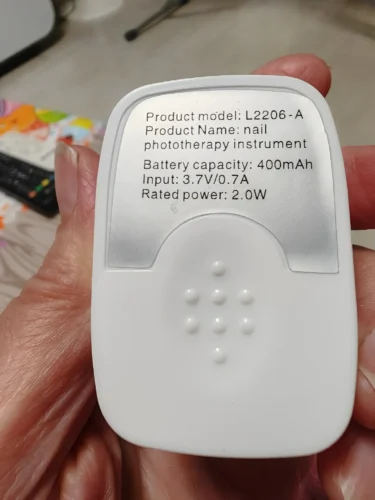 Product model: L2206-A
Product Name: nail
phototherapy instrument
Battery capacity: 400mAh
Input: 3.7V/0.7A
Rated power: 2.0W